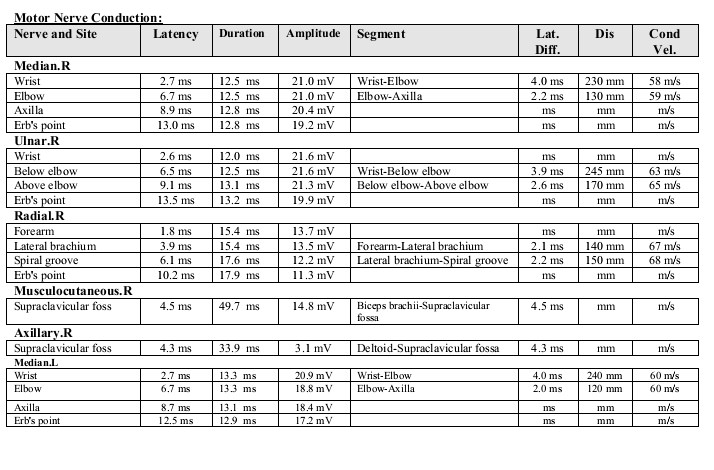 Motor Nerve Conduction:
Nerve and Site Latency Duration Amplitude Segment Lat. Diff. Dis Cond Vel.
Median.R
Wrist 2.7 ms 12.5 ms 21.0 mV Wrist-Elbow 4.0 ms 230 mm 58 m/s
Elbow 6.7 ms 12.5 ms 21.0 mV Elbow-Axilla 2.2 ms 130 mm 59 m/s
Axilla 8.9 ms 12.8 ms 20.4 mV ms mm m/s
Erb's point 13.0 ms 12.8 ms 19.2 mV ms mm m/s
Ulnar.R
Wrist 2.6 ms 12.0 ms 21.6 mV ms mm m/s
Below elbow 6.5 ms 12.5 ms 21.6 mV Wrist-Below elbow 3.9 ms 245 mm 63 m/s
Above elbow 9.1 ms 13.1 ms 21.3 mV Below elbow-Above elbow 2.6 ms 170 mm 65 m/s
Erb's point 13.5 ms 13.2 ms 19.9 mV ms mm m/s
Radial.R
Forearm 1.8 ms 15.4 ms 13.7 mV ms mm m/s
Lateral brachium 3.9 ms 15.4 ms 13.5 mV Forearm-Lateral brachium 2.1 ms 140 mm 67 m/s
Spiral groove 6.1 ms 17.6 ms 12.2 mV Lateral brachium-Spiral groove 2.2 ms 150 mm 68 m/s
Erb's point 10.2 ms 17.9 ms 11.3 mV ms mm m/s
Musculocutaneous.R
Supraclavicular foss 4.5 ms 49.7 ms 14.8 mV Biceps brachii-Supraclavicular fossa 4.5 ms mm m/s
Axillary.R
Supraclavicular foss 4.3 ms 33.9 ms 3.1 mV Deltoid-Supraclavicular fossa 4.3 ms mm m/s
Median.L
Wrist 2.7 ms 13.3 ms 20.9 mV Wrist-Elbow 4.0 ms 240 mm 60 m/s
Elbow 6.7 ms 13.3 ms 18.8 mV Elbow-Axilla 2.0 ms 120 mm 60 m/s
Axilla 8.7 ms 13.1 ms 18.4 mV ms mm m/s
Erb's point 12.5 ms 12.9 ms 17.2 mV ms mm m/s